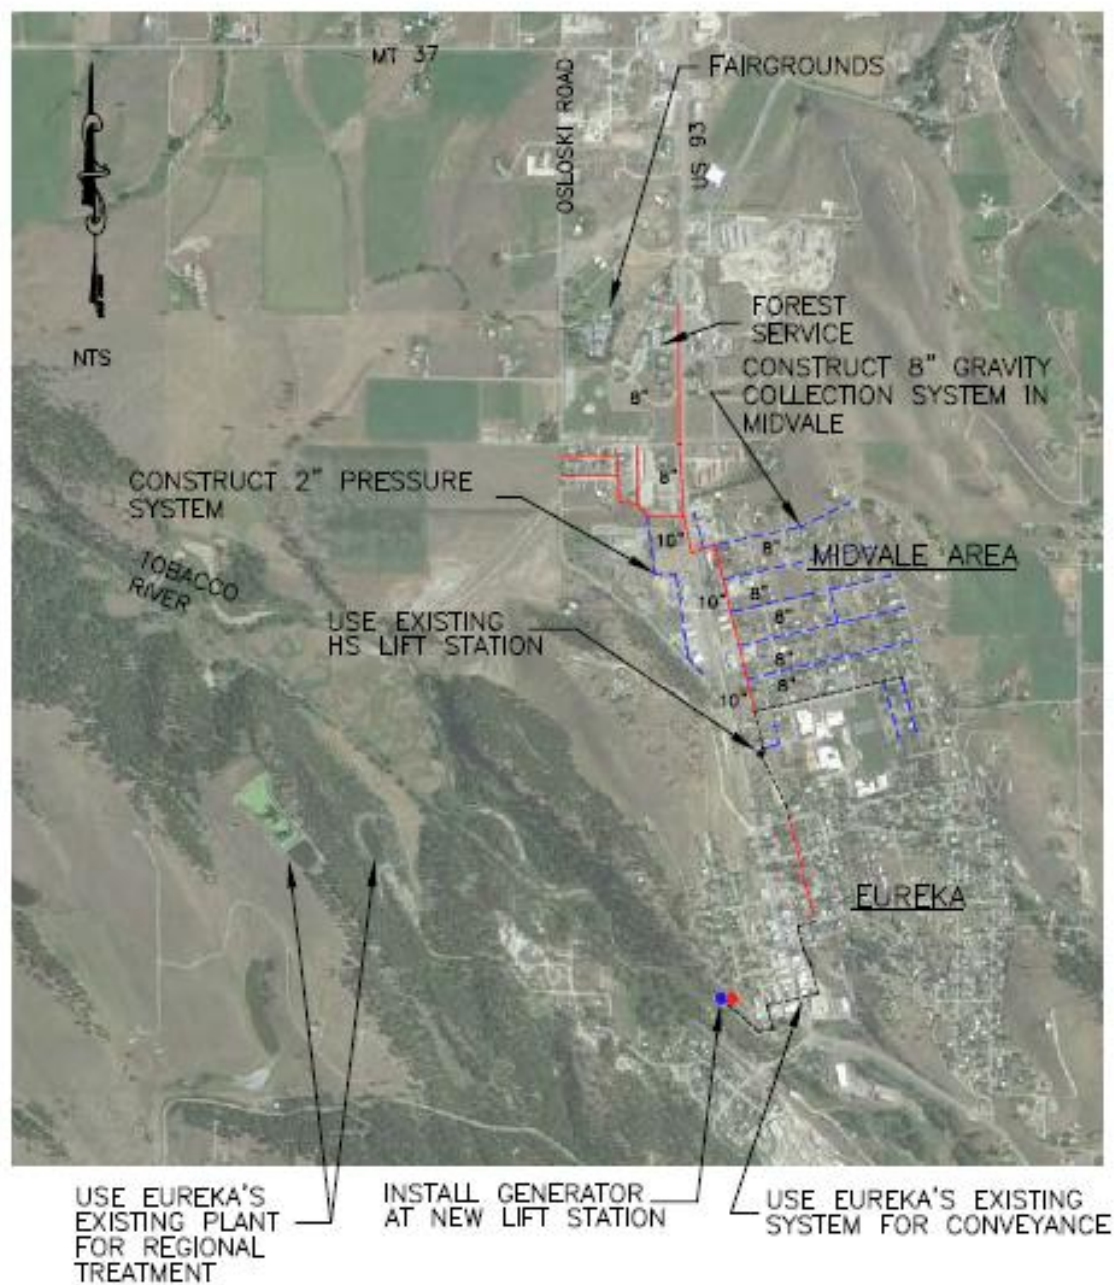 MT 37
OSLOSKI ROAD
FAIRGROUNDS
US 93
NTS
FOREST
SERVICE
CONSTRUCT 8" GRAVITY
COLLECTION SYSTEM IN
MIDVALE
8"
CONSTRUCT 2" PRESSURE
SYSTEM
8"
10"
8"
MIDVALE AREA
TOBACCO
RIVER
8"
10"
USE EXISTING
HS LIFT STATION
8"
8"
8"
10"
EUREKA
USE EUREKA'S
EXISTING PLANT
FOR REGIONAL
TREATMENT
INSTALL GENERATOR
AT NEW LIFT STATION
USE EUREKA'S EXISTING
SYSTEM FOR CONVEYANCE